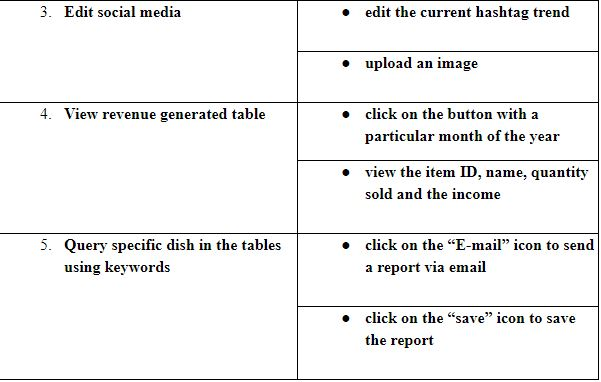 3. Edit social media
● edit the current hashtag trend
● upload an image
4. View revenue generated table
● click on the button with a
particular month of the year
● view the item ID, name, quantity
sold and the income
5. Query specific dish in the tables
using keywords
● click on the “E-mail” icon to send
a report via email
● click on the “save” icon to save
the report